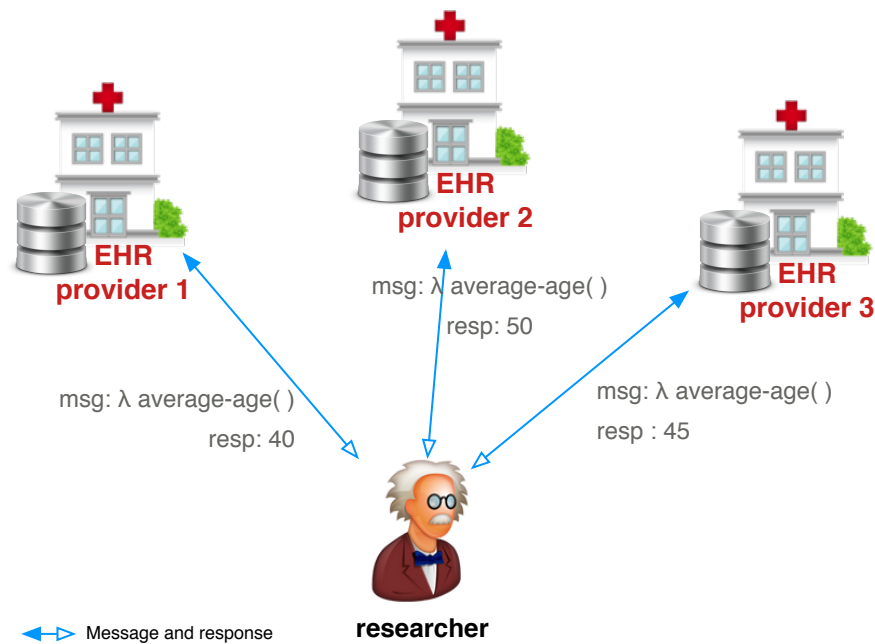 EHR
provider 1
EHR
provider 2
EHR
provider 3
msg: λ average-age( )
resp: 40
msg: λ average-age( )
resp: 50
msg: λ average-age( )
resp : 45
Message and response
researcher